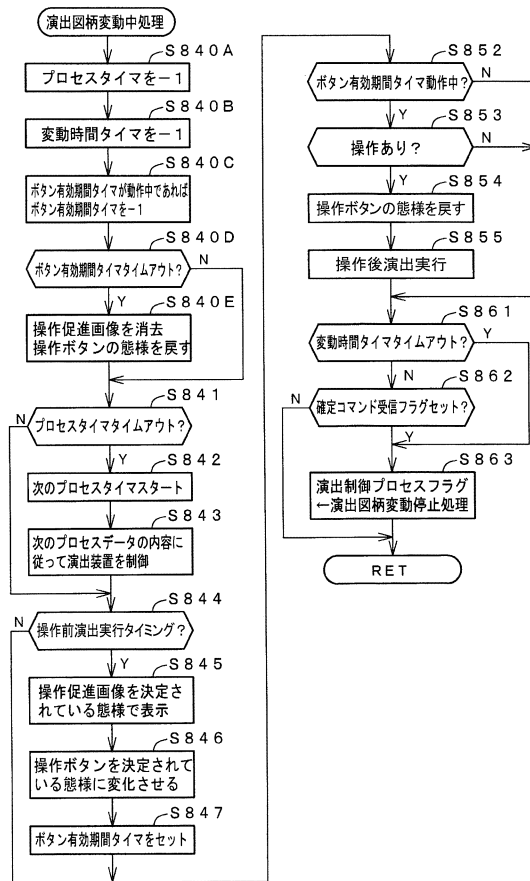 演出図柄変動中処理
S840A
プロセスタイマを－1
S840B
変動時間タイマを－1
S840C
ボタン有効期間タイマが動作中であれば
ボタン有効期間タイマを－1
S840D
ボタン有効期間タイマタイムアウト?
N
Y
S840E
操作促進画像を消去
操作ボタンの態様を戻す
S841
N
プロセスタイマタイムアウト?
Y
S842
次のプロセスタイマスタート
S843
次のプロセスデータの内容に
従って演出装置を制御
S844
N
操作前演出実行タイミング?
Y
S845
操作促進画像を決定さ
れている態様で表示
S846
操作ボタンを決定されて
いる態様に変化させる
S847
ボタン有効期間タイマをセット
S852
ボタン有効期間タイマ動作中?
N
Y
S853
操作あり?
N
Y
S854
操作ボタンの態様を戻す
S855
操作後演出実行
S861
変動時間タイマタイムアウト?
Y
N
S862
N
確定コマンド受信フラグセット?
Y
S863
演出制御プロセスフラグ
←演出図柄変動停止処理
RET